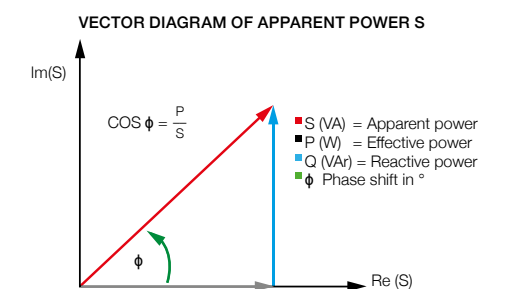 VECTOR DIAGRAM OF APPARENT POWER S
Im(S)
COS ϕ = P
S
S (VA) = Apparent power
P (W) = Effective power
Q (VAr) = Reactive power
ϕ Phase shift in °
ϕ
Re (S)